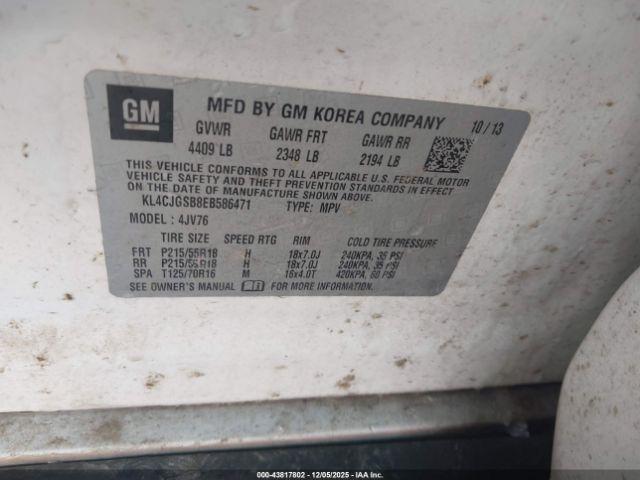 GM
MFD BY GM KOREA COMPANY 10/13
GVWR GAWR FRT GAWR RR
4409 LB 2348 LB 2194 LB
THIS VEHICLE CONFORMS TO ALL APPLICABLE U.S. FEDERAL MOTOR
VEHICLE SAFETY AND THEFT PREVENTION STANDARDS IN EFFECT
ON THE DATE OF MANUFACTURE SHOWN ABOVE.
KL4CJGSB8EB586471 TYPE: MPV
MODEL: 4JV76
TIRE SIZE SPEED RTG RIM COLD TIRE PRESSURE
FRT P215/55R18 H 18x7.0J 240KPA, 35 PSI
RR P215/55R18 H 18x7.0J 240KPA, 35 PSI
SPA T125/70R16 M 16x4.0T 420KPA, 60 PSI
SEE OWNER'S MANUAL FOR MORE INFORMATION.
000-43817802 - 12/05/2025 - IAA Inc.